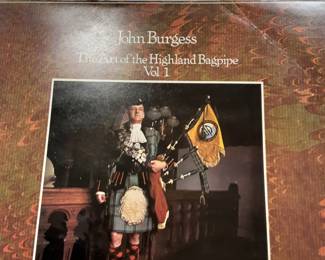 John Burgess
The Art of the Highland Bagpipe
Vol 1